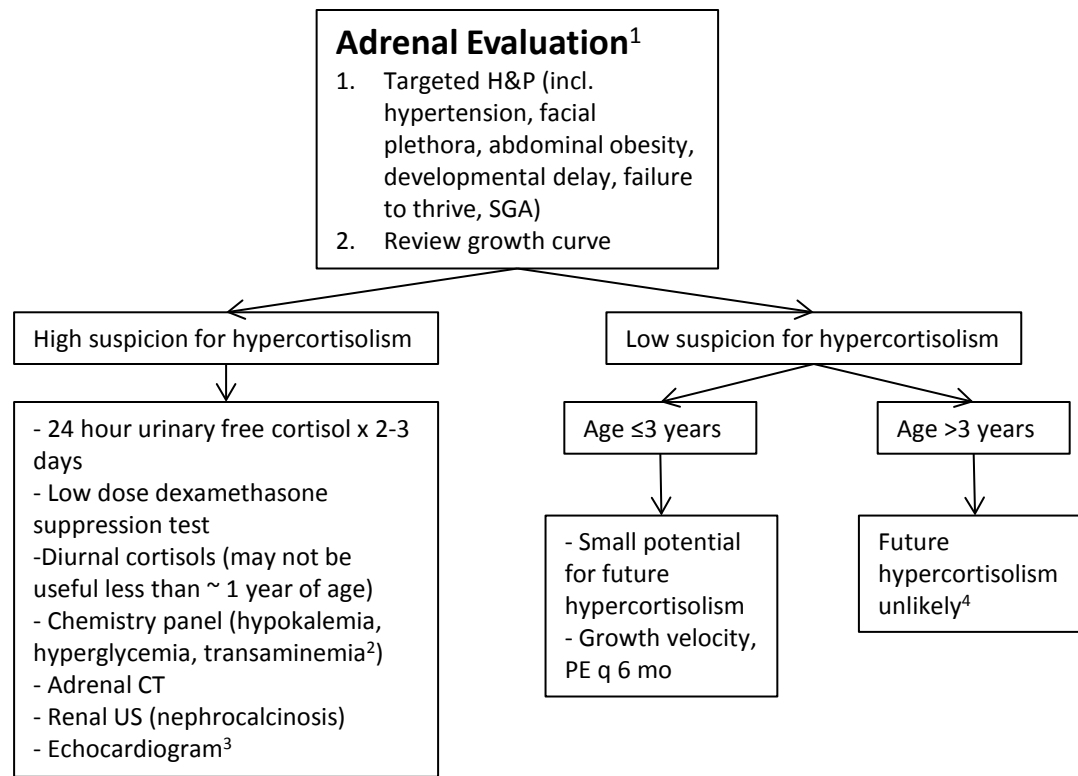 Adrenal Evaluation1
1. Targeted H&P (incl.
hypertension, facial
plethora, abdominal obesity,
developmental delay, failure
to thrive, SGA)
2. Review growth curve
High suspicion for hypercortisolism
Low suspicion for hypercortisolism
- 24 hour urinary free cortisol x 2-3
days
- Low dose dexamethasone
suppression test
-Diurnal cortisols (may not be
useful less than ~ 1 year of age)
- Chemistry panel (hypokalemia,
hyperglycemia, transaminemia2)
- Adrenal CT
- Renal US (nephrocalcinosis)
- Echocardiogram3
Age ≤3 years
Age >3 years
- Small potential
for future
hypercortisolism
- Growth velocity,
PE q 6 mo
Future
hypercortisolism
unlikely4